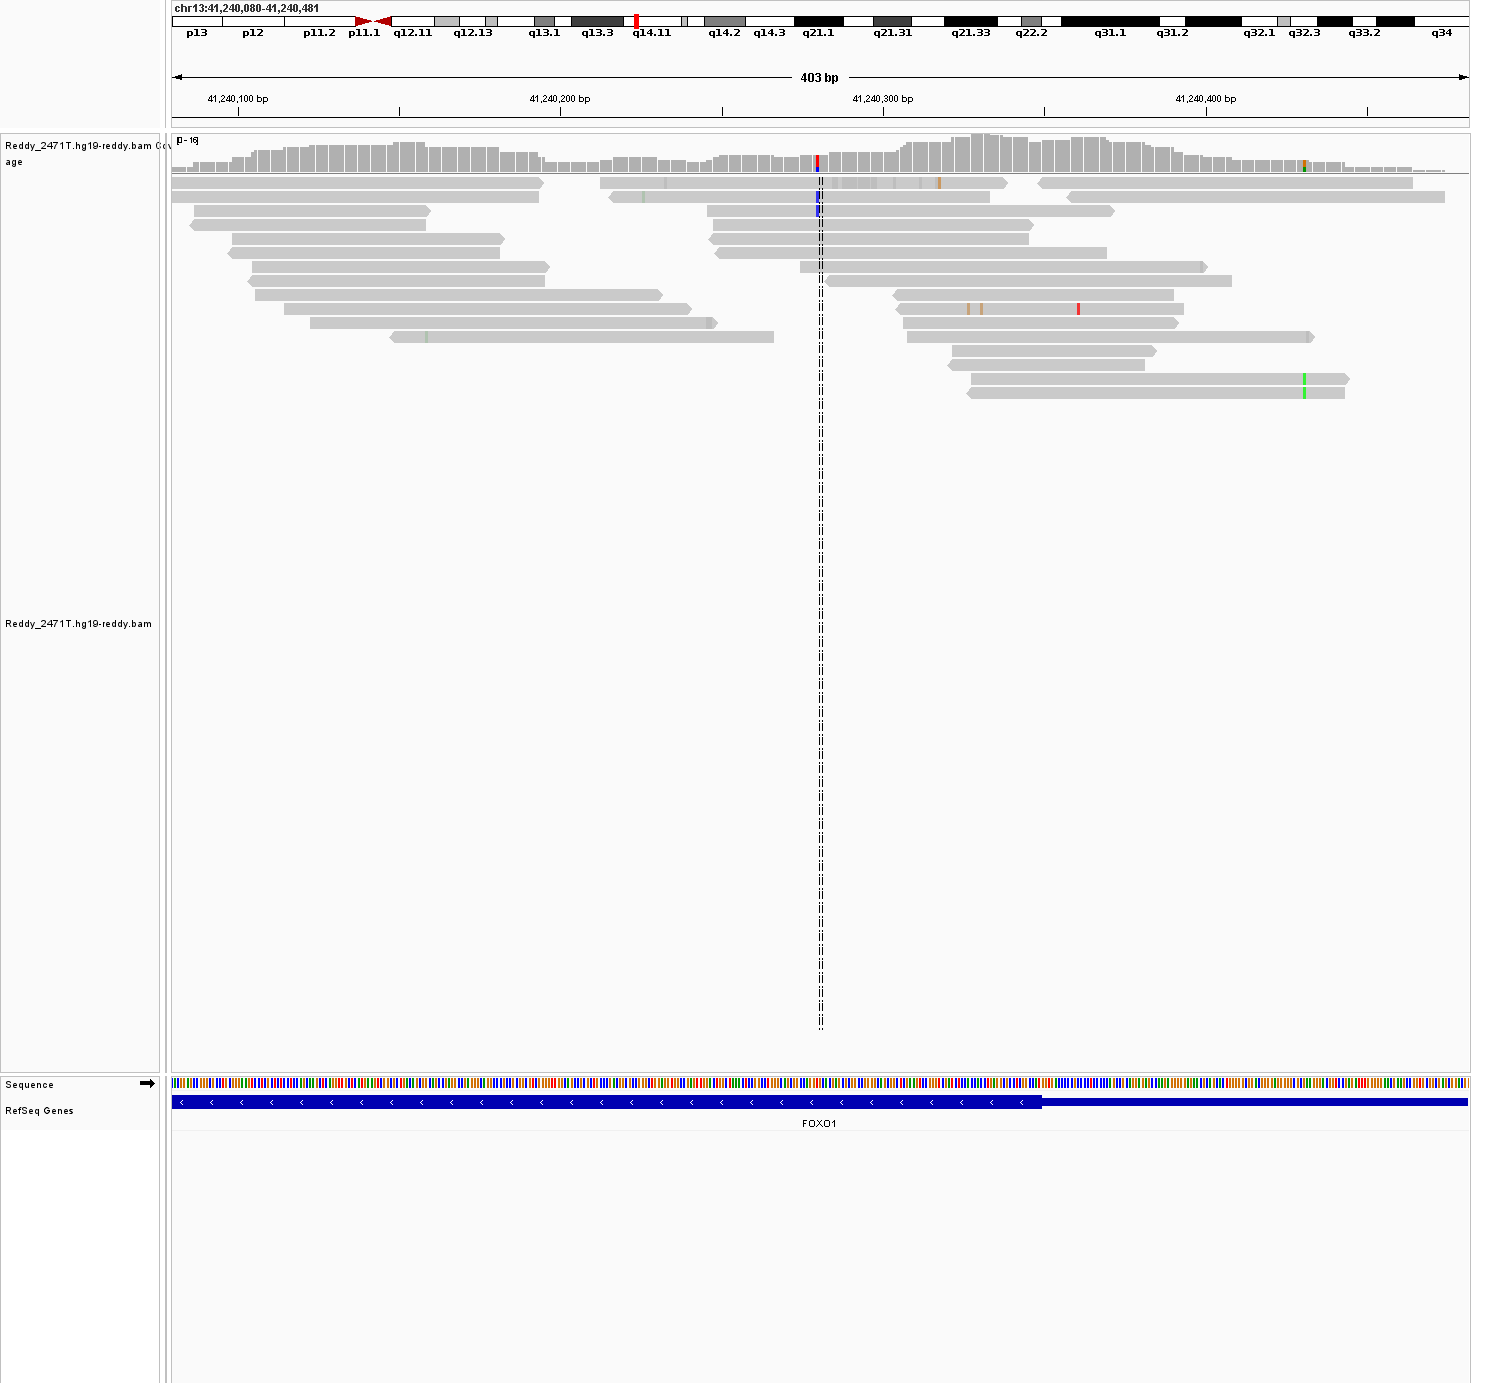 chr13:41,240,080-41,240,481
p13 p12 p11.2 p11.1 q12.11 q12.13 q13.1 q13.3 q14.11 q14.2 q14.3 q21.1 q21.31 q21.33 q22.2 q31.1 q31.2 q32.1 q32.3 q33.2 q34
403 bp
41,240,100 bp 41,240,200 bp 41,240,300 bp 41,240,400 bp
Reddy_2471T.hg19-reddy.bam Cov
age
[0 - 16]
Reddy_2471T.hg19-reddy.bam
Sequence
RefSeq Genes
FOXO1